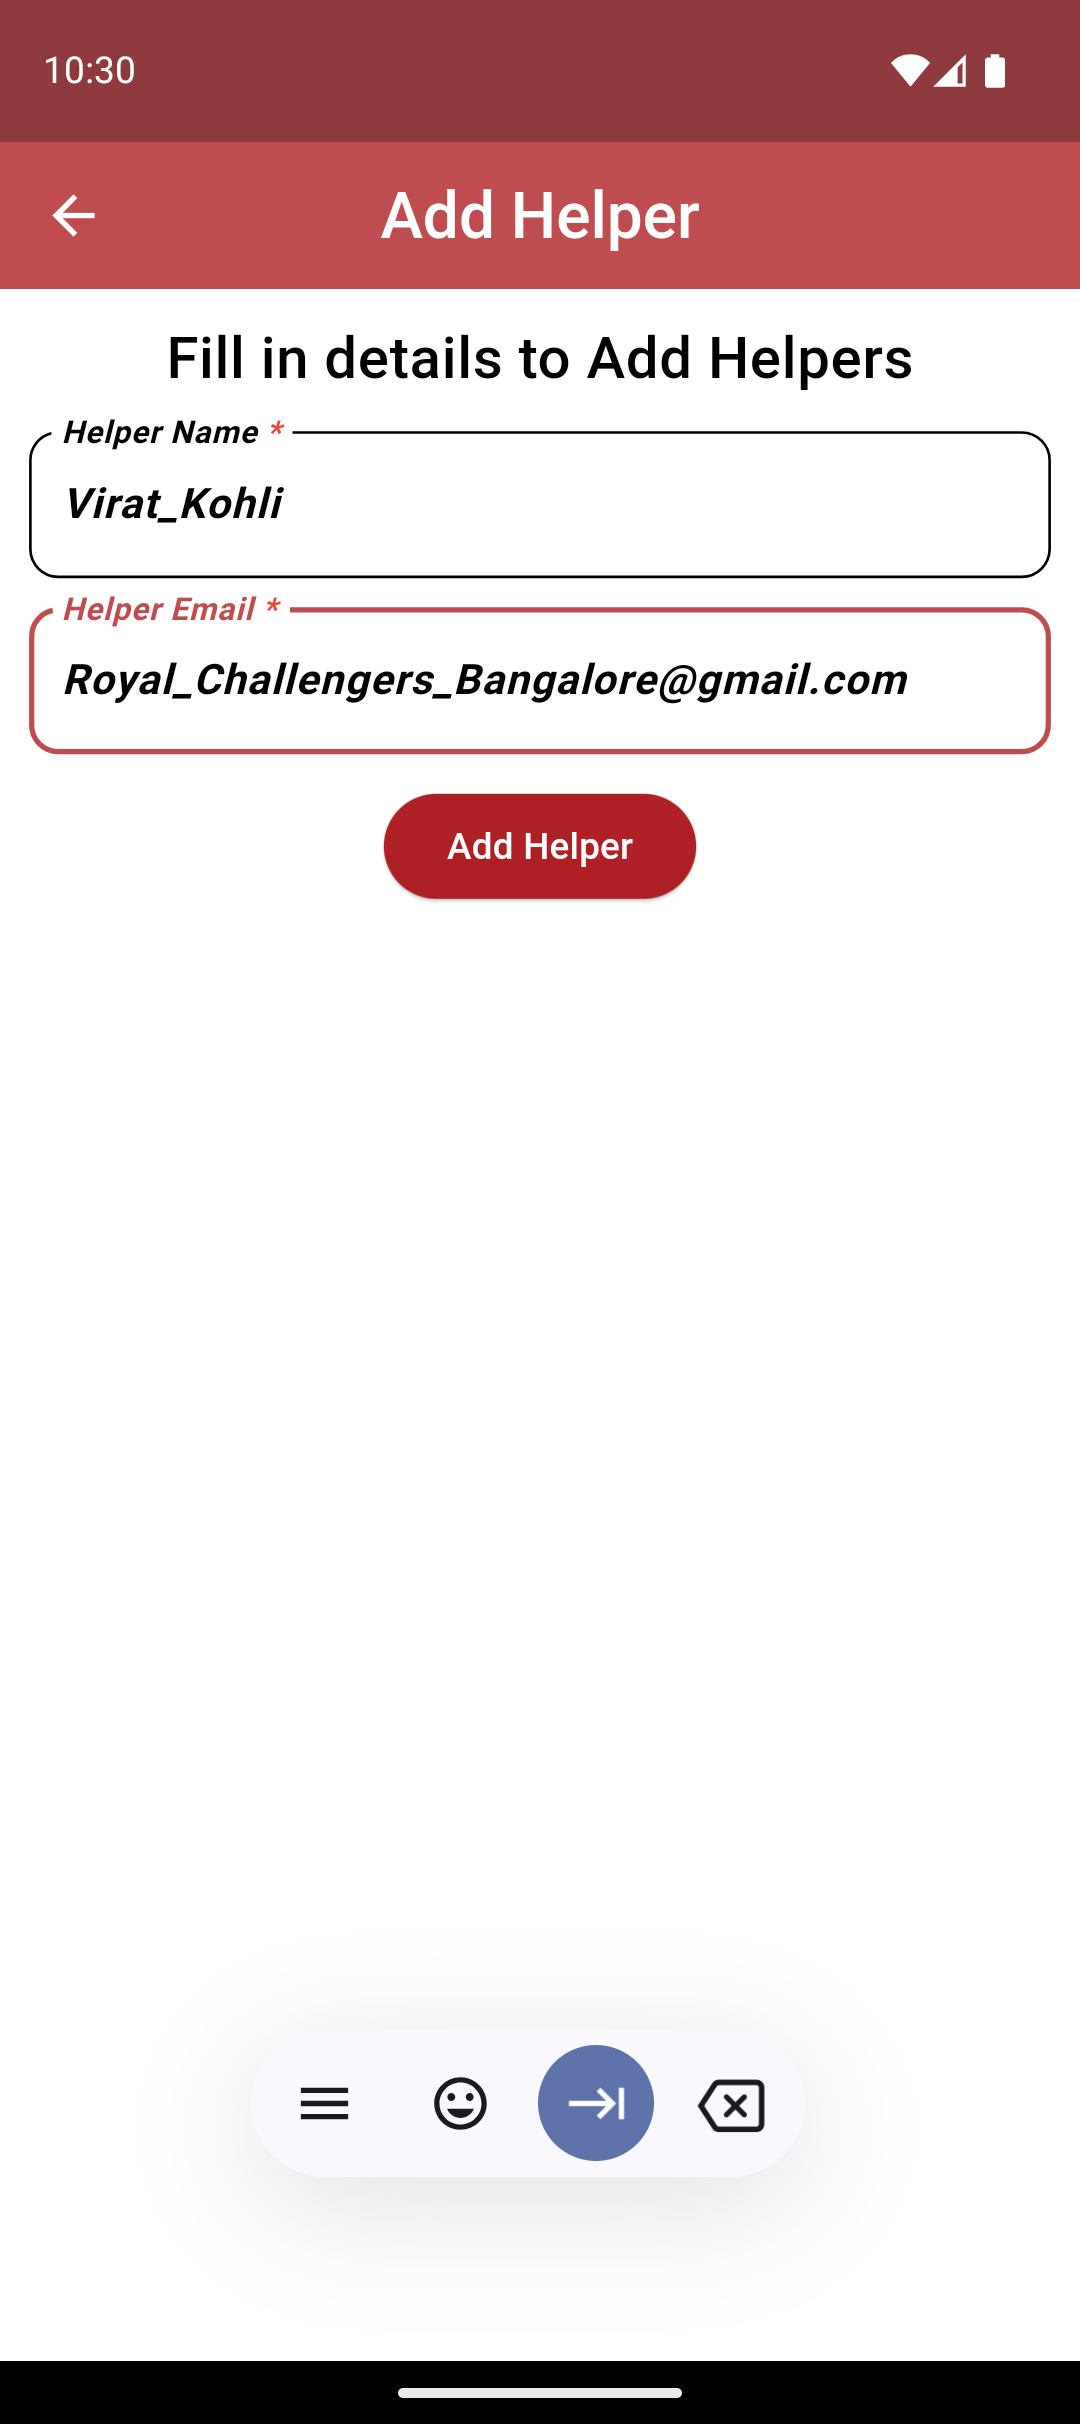 10:30
Add Helper
Fill in details to Add Helpers
Helper Name *
Virat_Kohli
Helper Email *
Royal_Challengers_Bangalore@gmail.com
Add Helper